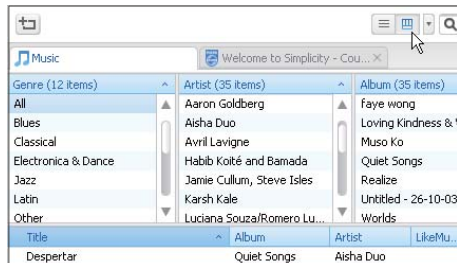 Music
Welcome to Simplicity - Cou...
Genre (12 items)
Artist (35 items)
Album (35 items)
All
Aaron Goldberg
faye wong
Blues
Aisha Duo
Loving Kindness &
Classical
Avril Lavigne
Muso Ko
Electronica & Dance
Habib Koité and Bamada
Quiet Songs
Jazz
Jamie Cullum, Steve Isles
Realize
Latin
Karsh Kale
Untitled - 26-10-03
Other
Luciana Souza/Romero Lu...
Worlds
Title
Album
Artist
LikeMu...
Despertar
Quiet Songs
Aisha Duo